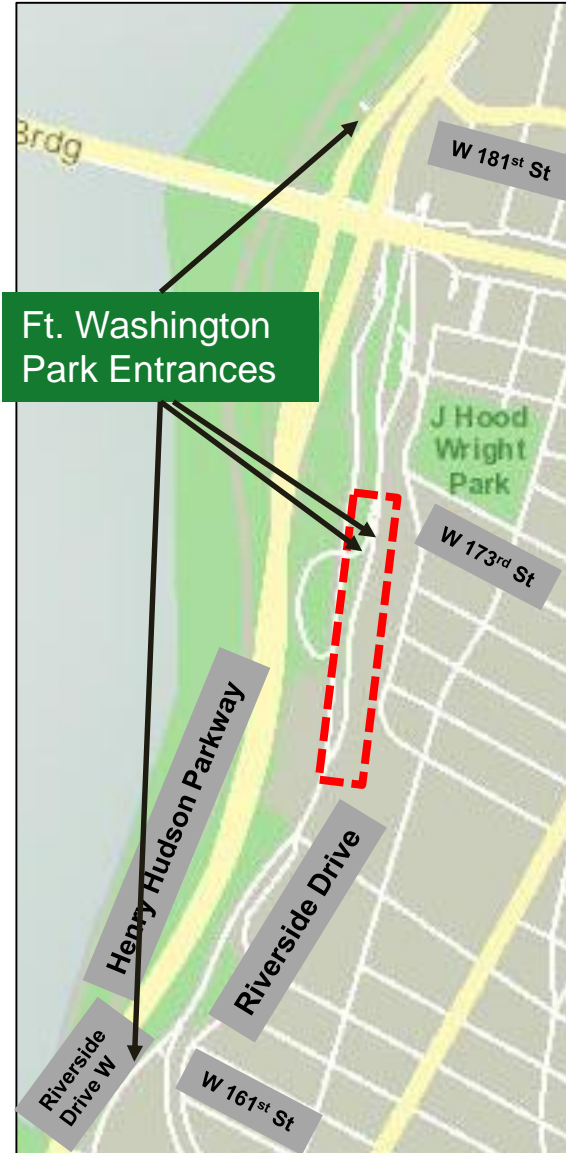 Brdg
W 181st St
Ft. Washington
Park Entrances
J Hood
Wright
Park
W 173rd St
Henry Hudson Parkway
Riverside Drive
Riverside
Drive W
W 161st St